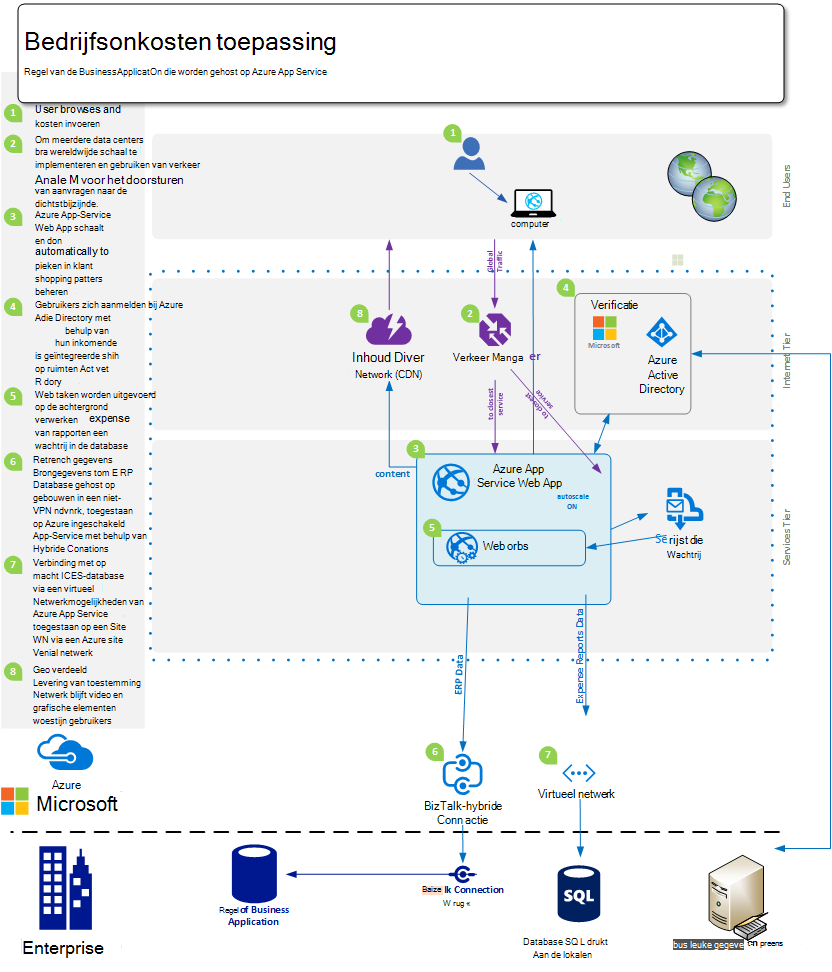 Bedrijfsonkosten toepassing
Regel van de BusinessApplicatOn die worden gehost op Azure App Service
1
User browses and
kosten invoeren
2
Om meerdere data centers
bra wereldwijde schaal te
implementeren en gebruiken van verkeer
Anale M voor het doorsturen
van aanvragen naar de
dichtstbijzijnde.
3
Azure App-Service
Web App schaalt
en don
automatically to
pieken in klant
shopping patters
beheren
4
Gebruikers zich aanmelden bij Azure
Adie Directory met
behulp van
hun inkomende
is geïntegreerde shih
op ruimten Act vet
R dory
5
Web taken worden uitgevoerd
op de achtergrond
verwerken expense
van rapporten een
wachtrij in de database
6
Retrench gegevens
Brongegevens tom E RP
Database gehost op
gebouwen in een niet-
VPN ndvnrk, toegestaan
op Azure ingeschakeld
App-Service met behulp van
Hybride Conations
7
Verbinding met op
macht ICES-database
via een virtueel
Netwerkmogelijkheden van
Azure App Service
toegestaan op een Site
WN via een Azure site
Venial netwerk
8
Geo verdeeld
Levering van toestemming
Netwerk blijft video en
grafische elementen
woestijn gebruikers
1
computer
End Users
Global
Traffic
8
Inhoud Diver
Network (CDN)
2
Verkeer Manga er
4
Verificatie
Microsoft
Azure
Active
Directory
Internet Tier
to closest
service
to closest
service
content
3
Azure App
Service Web App
autoscale
ON
5
Web orbs
Se rijst die
Wachtrij
Services Tier
ERP Data
Expense Reports Data
6
BizTalk-hybride
Conn actie
7
Virtueel netwerk
Azure
Microsoft
Enterprise
Regel of Business
Application
Baize lk Connection
W rug «
SQL
Database SQ L drukt
Aan de lokalen
bus leuke gegeve en preens